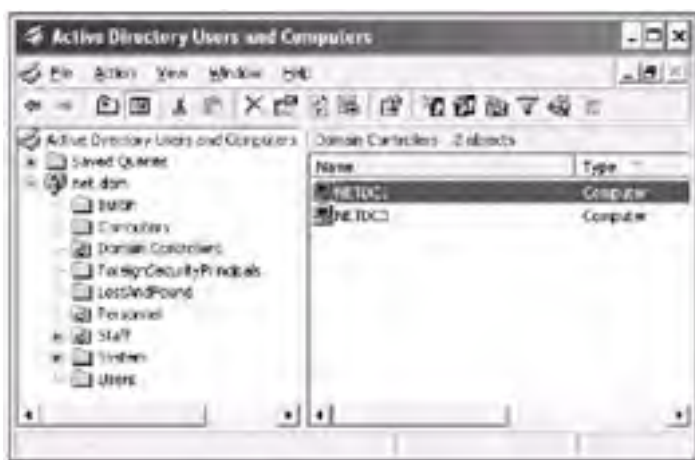 Active Directory Users and Computers
File Action View Window Help
Active Directory Users and Computers
Saved Queries
net.dom
Builtin
Computers
Domain Controllers
ForeignSecurityPrincipals
LostAndFound
Personnel
Staff
System
Users
Domain Controllers 2 objects
Name Type
NETDC1 Computer
Computer